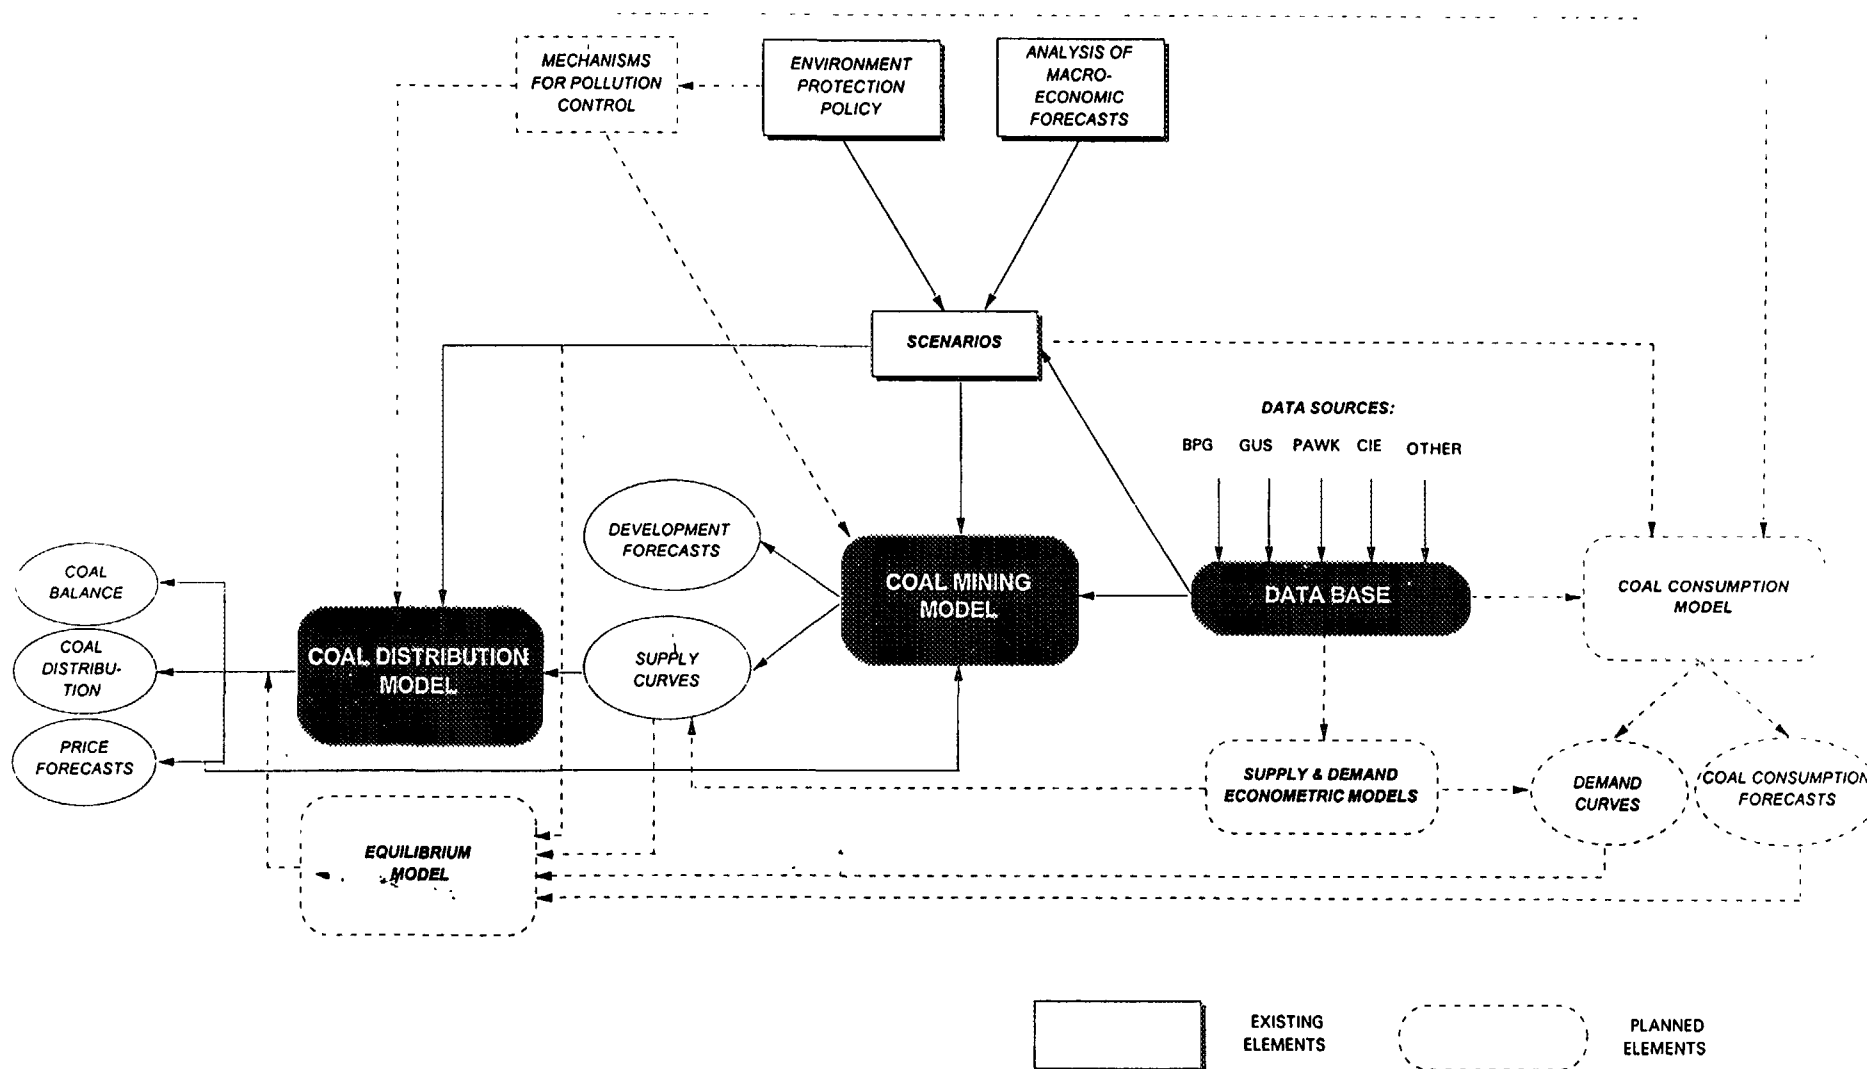 MECHANISMS
FOR POLLUTION
CONTROL
ENVIRONMENT
PROTECTION
POLICY
ANALYSIS OF
MACRO-
ECONOMIC
FORECASTS
SCENARIOS
DATA SOURCES:
BPG GUS PAWK CIE OTHER
DEVELOPMENT
FORECASTS
COAL MINING
MODEL
DATA BASE
COAL CONSUMPTION
MODEL
COAL
BALANCE
COAL
DISTRIBU-
TION
PRICE
FORECASTS
COAL DISTRIBUTION
MODEL
SUPPLY
CURVES
SUPPLY & DEMAND
ECONOMETRIC MODELS
DEMAND
CURVES
COAL CONSUMPTION
FORECASTS
EQUILIBRIUM
MODEL
EXISTING
ELEMENTS
PLANNED
ELEMENTS